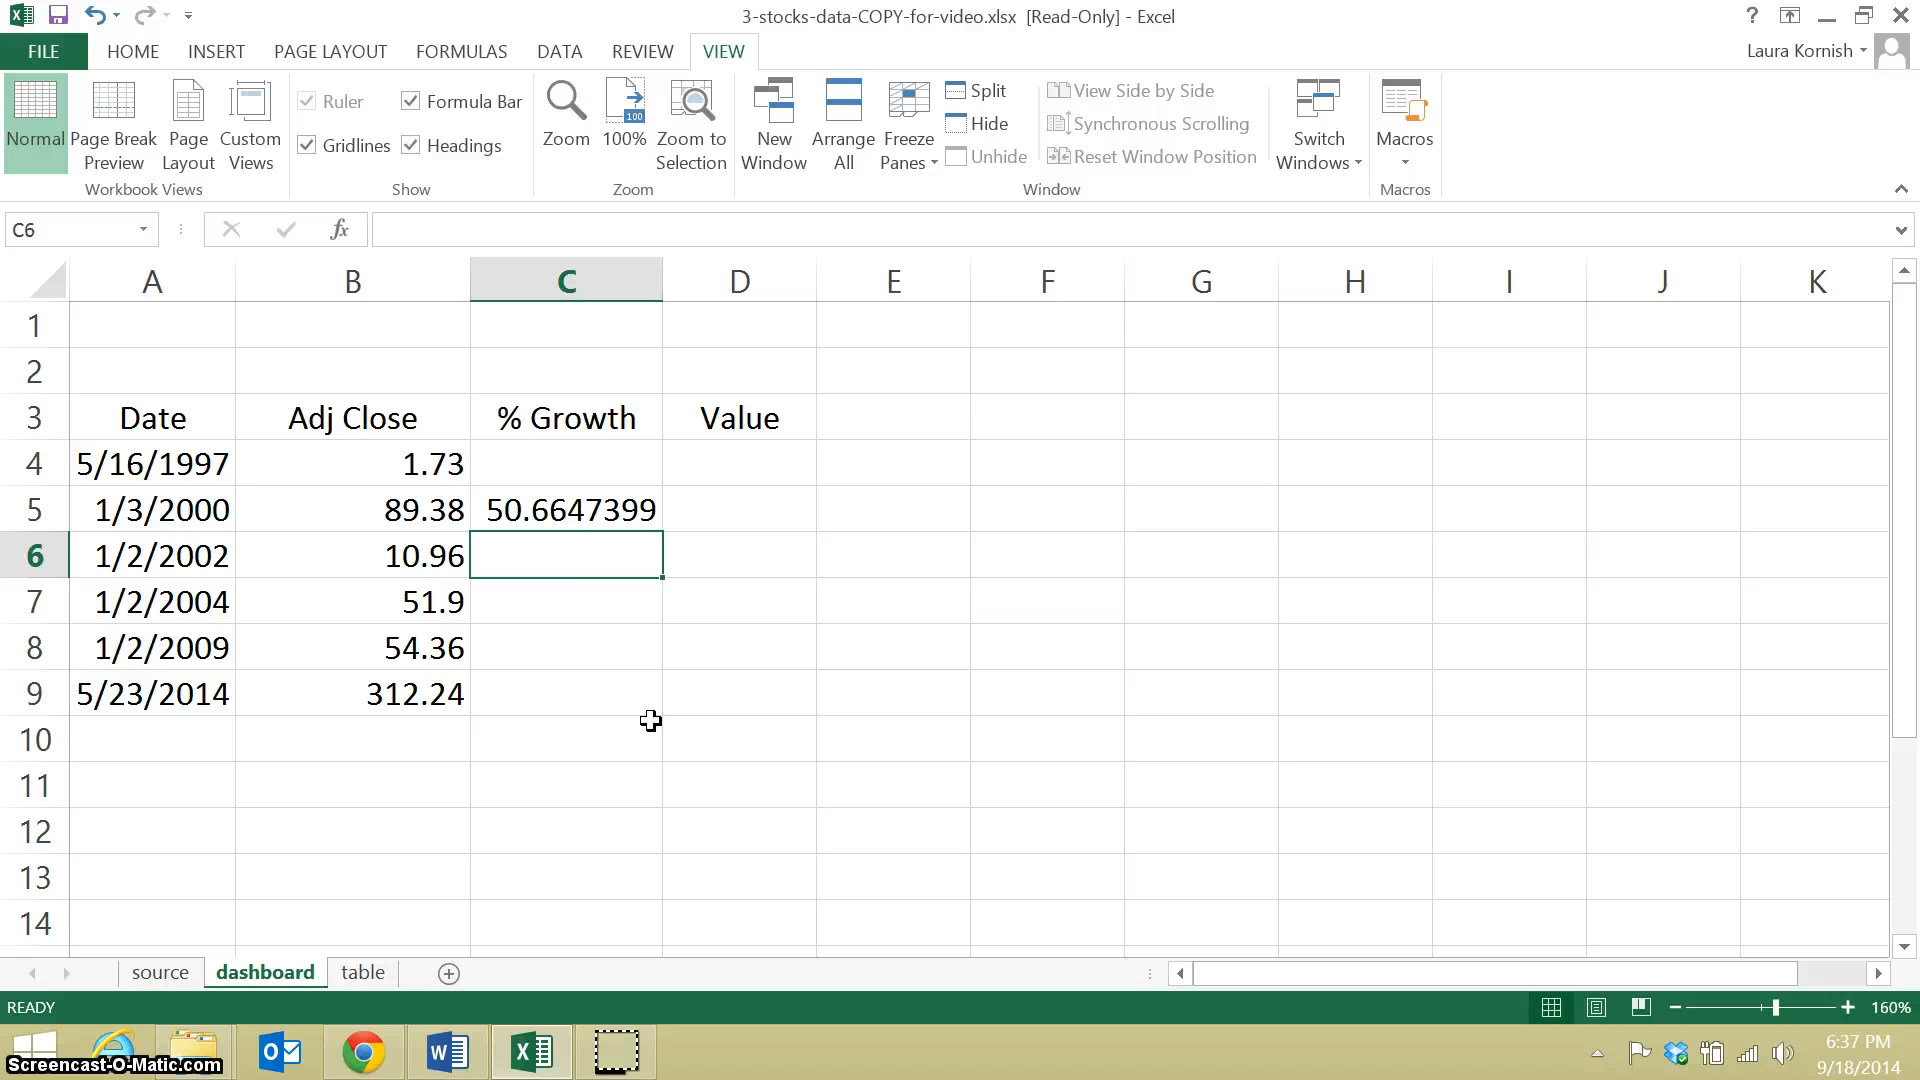 3-stocks-data-COPY-for-video.xlsx [Read-Only] - Excel
?
FILE HOME INSERT PAGE LAYOUT FORMULAS DATA REVIEW VIEW Laura Kornish
Normal Page Break Preview Page Layout Custom Views
Workbook Views
Ruler Formula Bar
Gridlines Headings
Show
Zoom 100% Zoom to Selection
100
Zoom
New Window Arrange All Freeze Panes
Split
Hide
Unhide
View Side by Side
Synchronous Scrolling
Reset Window Position
Switch Windows
Window
Macros
Macros
C6 fx
A B C D E F G H I J K
1
2
3 Date Adj Close % Growth Value
4 5/16/1997 1.73
5 1/3/2000 89.38 50.6647399
6 1/2/2002 10.96
7 1/2/2004 51.9
8 1/2/2009 54.36
9 5/23/2014 312.24
10
11
12
13
14
source dashboard table
READY 160%
6:37 PM
9/18/2014
Screencast-O-Matic.com